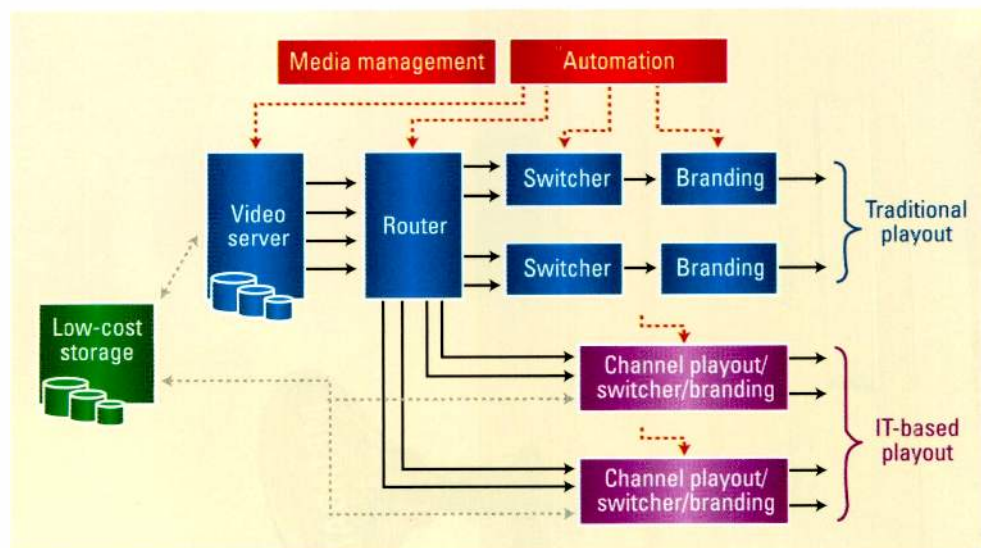 Media management
Automation
Video
server
Router
Switcher
Branding
Traditional
playout
Switcher
Branding
Low-cost
storage
Channel playout/
switcher/branding
IT-based
playout
Channel playout/
switcher/branding